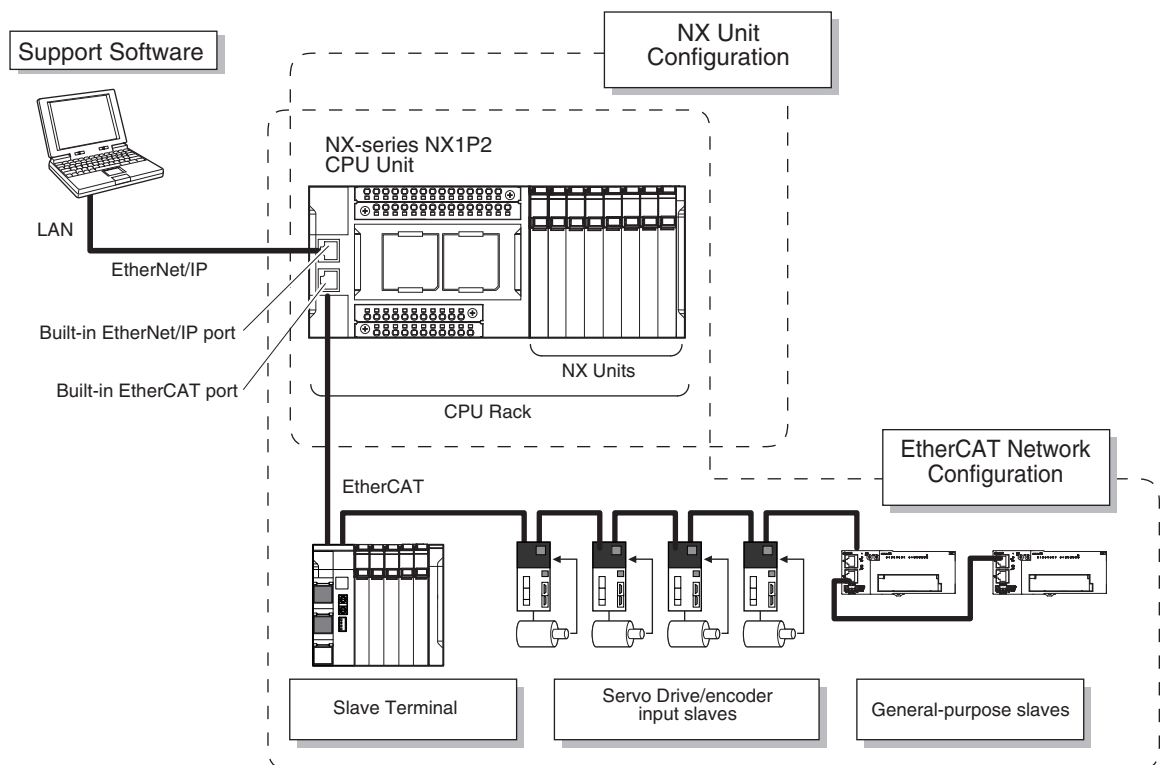 Support Software
NX Unit
Configuration
NX-series NX1P2
CPU Unit
LAN
EtherNet/IP
Built-in EtherNet/IP port
Built-in EtherCAT port
NX Units
CPU Rack
EtherCAT Network
Configuration
EtherCAT
Slave Terminal
Servo Drive/encoder
input slaves
General-purpose slaves